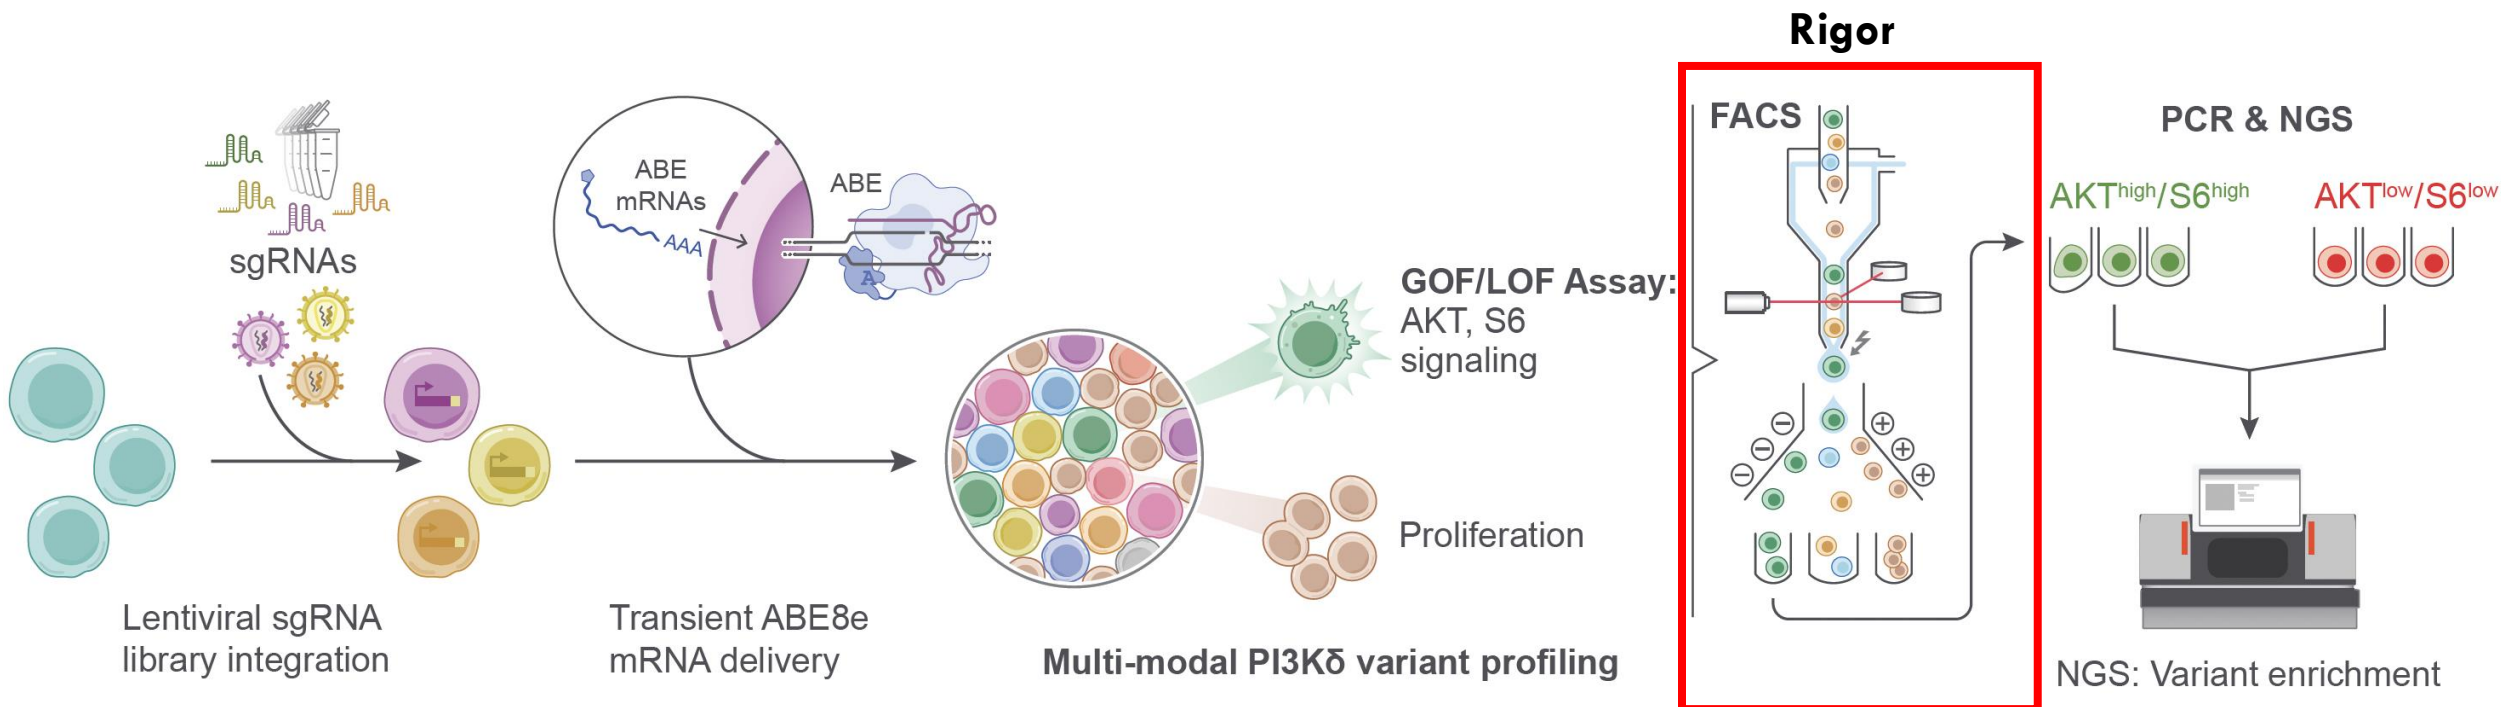 Rigor
FACS
PCR & NGS
sgRNAs
ABE
mRNAs
AAA
ABE
A
AKThigh/S6high
AKTlow/S6low
GOF/LOF Assay:
AKT, S6
signaling
Proliferation
Lentiviral sgRNA
library integration
Transient ABE8e
mRNA delivery
Multi-modal PI3Kδ variant profiling
NGS: Variant enrichment